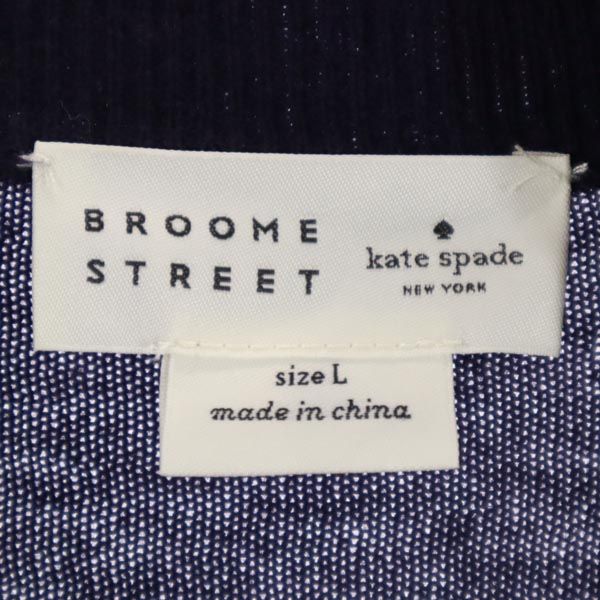 BROOME
STREET
kate spade
NEW YORK
size L
made in china